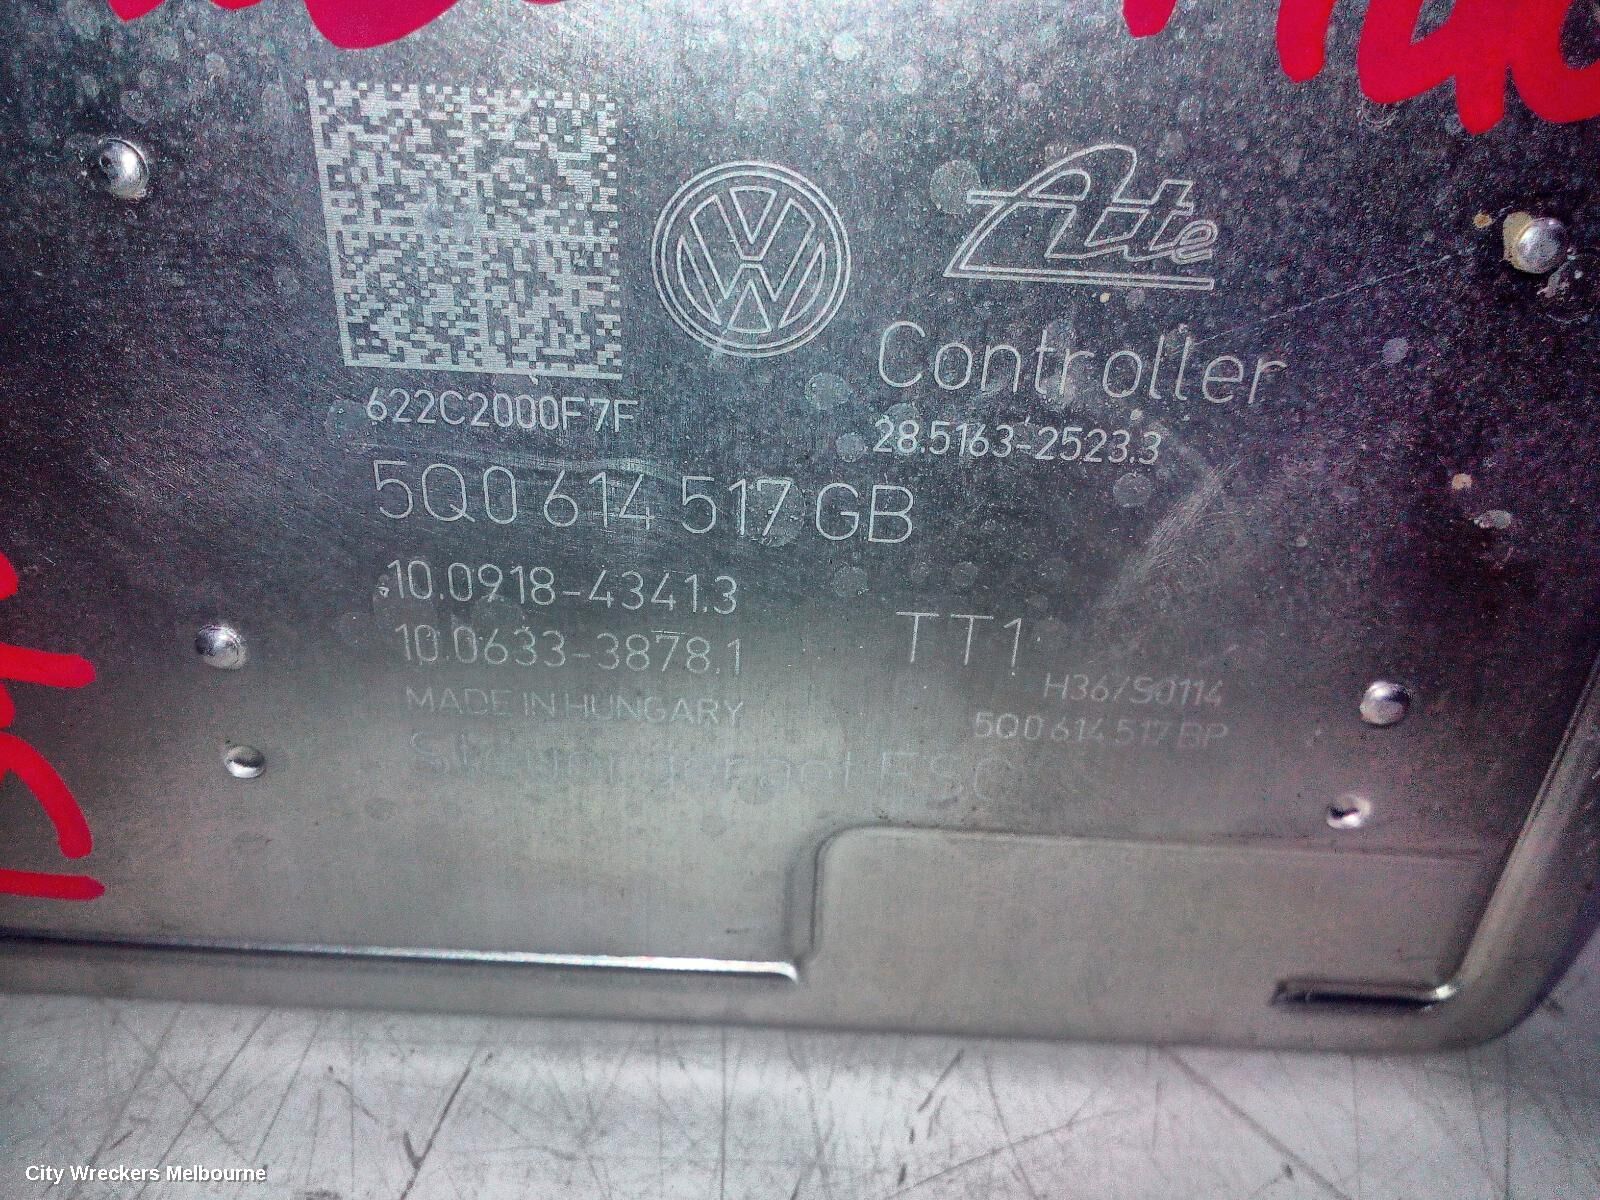 Ate
Controller
622C2000F7F
28.5163-2523.3
5Q0 614 517 GB
10.0918-4341.3
10.0633-3878.1
TT1
MADE IN HUNGARY
H36/S0114
5Q0 614 517 BP
ESC
City Wreckers Melbourne